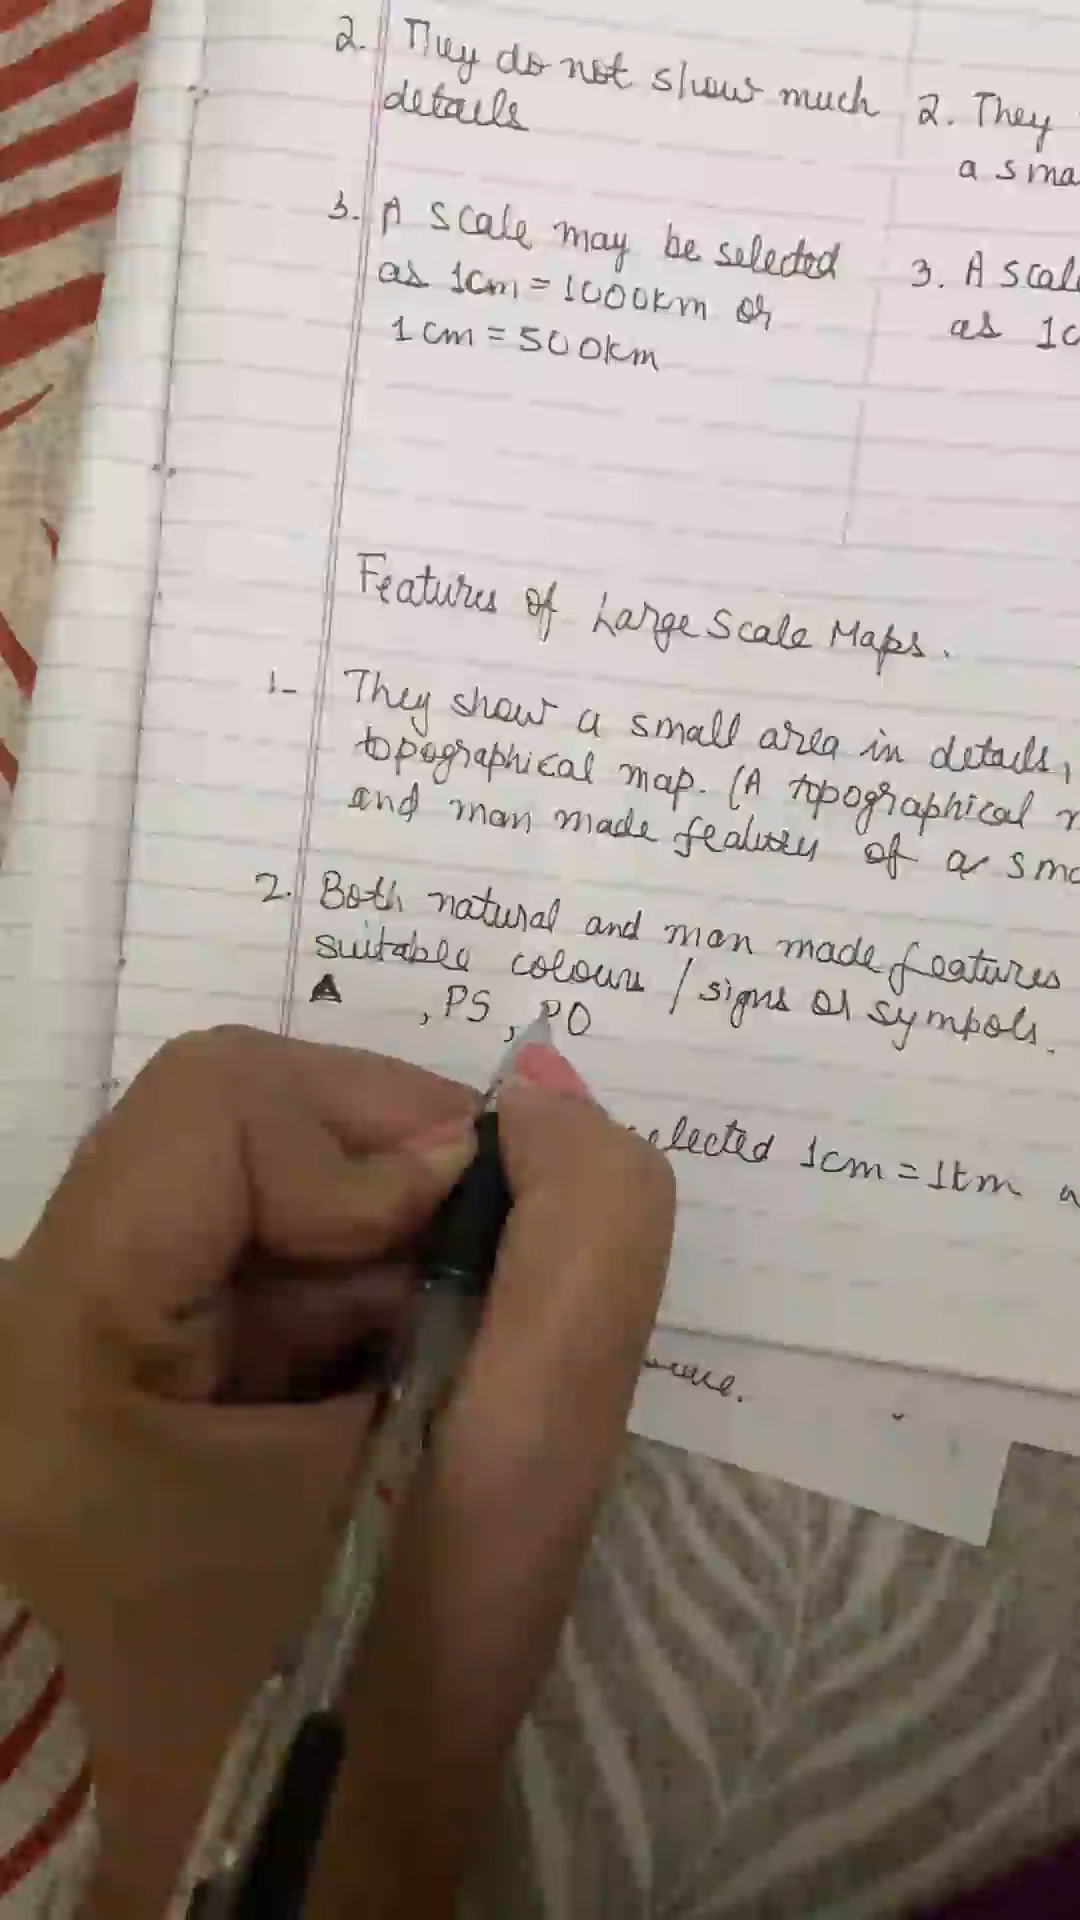 2. They do not show much
details
3. A scale may be selected
as 1cm = 1000km or
1cm = 500km
2. They
a sma
3. A scal
as 1c
Features of Large Scale Maps.
1- They show a small area in details,
topographical map. (A topographical
and man made features of a sma
2. Both natural and man made features
suitable colours / signs or symbols.
, PS, PO
elected 1cm = 1km